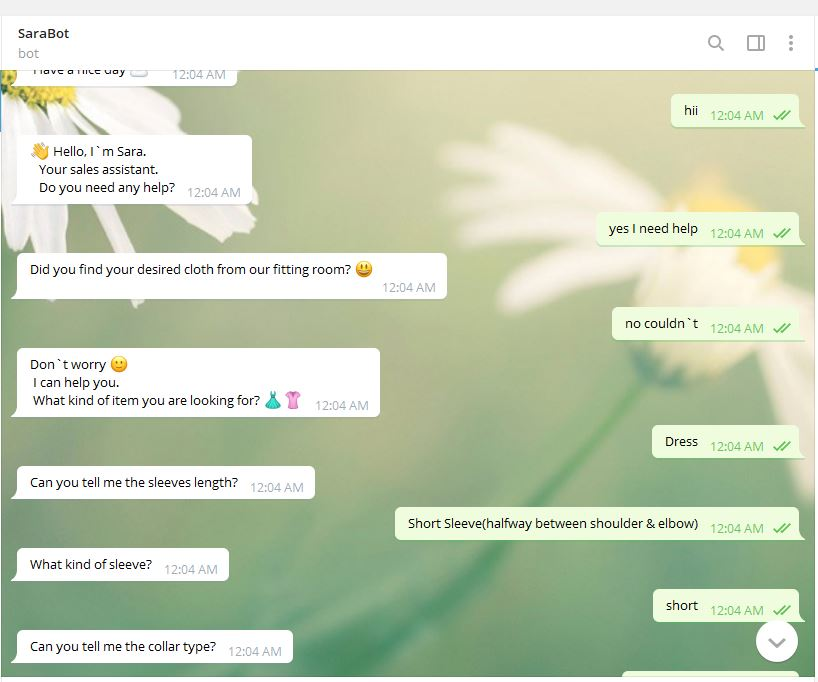 SaraBot
bot
Have a nice day 12:04 AM
hii 12:04 AM
👋 Hello, I`m Sara.
Your sales assistant.
Do you need any help? 12:04 AM
yes I need help 12:04 AM
Did you find your desired cloth from our fitting room? 😃
12:04 AM
no couldn`t 12:04 AM
Don`t worry 🙂
I can help you.
What kind of item you are looking for? 👗 👚 12:04 AM
Dress 12:04 AM
Can you tell me the sleeves length? 12:04 AM
Short Sleeve(halfway between shoulder & elbow) 12:04 AM
What kind of sleeve? 12:04 AM
short 12:04 AM
Can you tell me the collar type? 12:04 AM